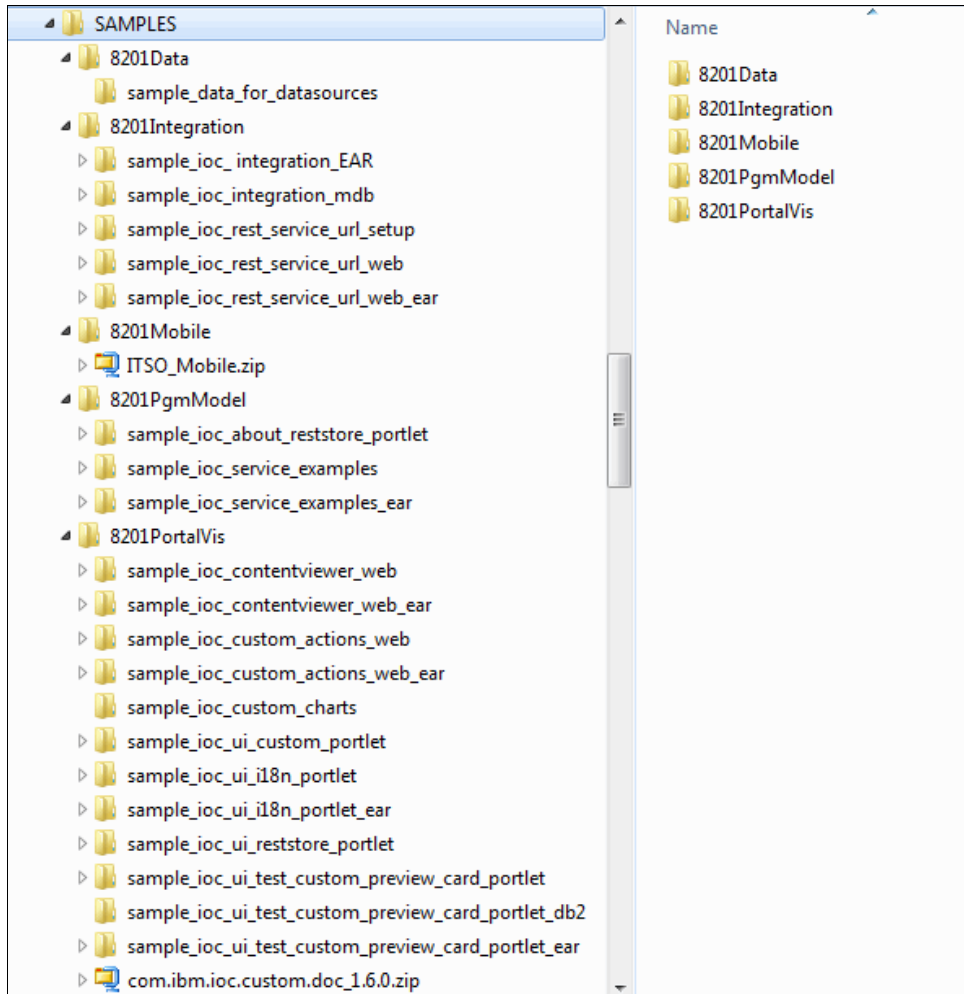 SAMPLES
8201Data
sample_data_for_datasources
8201Integration
sample_ioc_ integration_EAR
sample_ioc_integration_mdb
sample_ioc_rest_service_url_setup
sample_ioc_rest_service_url_web
sample_ioc_rest_service_url_web_ear
8201Mobile
ITSO_Mobile.zip
8201PgmModel
sample_ioc_about_reststore_portlet
sample_ioc_service_examples
sample_ioc_service_examples_ear
8201PortalVis
sample_ioc_contentviewer_web
sample_ioc_contentviewer_web_ear
sample_ioc_custom_actions_web
sample_ioc_custom_actions_web_ear
sample_ioc_custom_charts
sample_ioc_ui_custom_portlet
sample_ioc_ui_i18n_portlet
sample_ioc_ui_i18n_portlet_ear
sample_ioc_ui_reststore_portlet
sample_ioc_ui_test_custom_preview_card_portlet
sample_ioc_ui_test_custom_preview_card_portlet_db2
sample_ioc_ui_test_custom_preview_card_portlet_ear
com.ibm.ioc.custom.doc_1.6.0.zip
Name
8201Data
8201Integration
8201Mobile
8201PgmModel
8201PortalVis